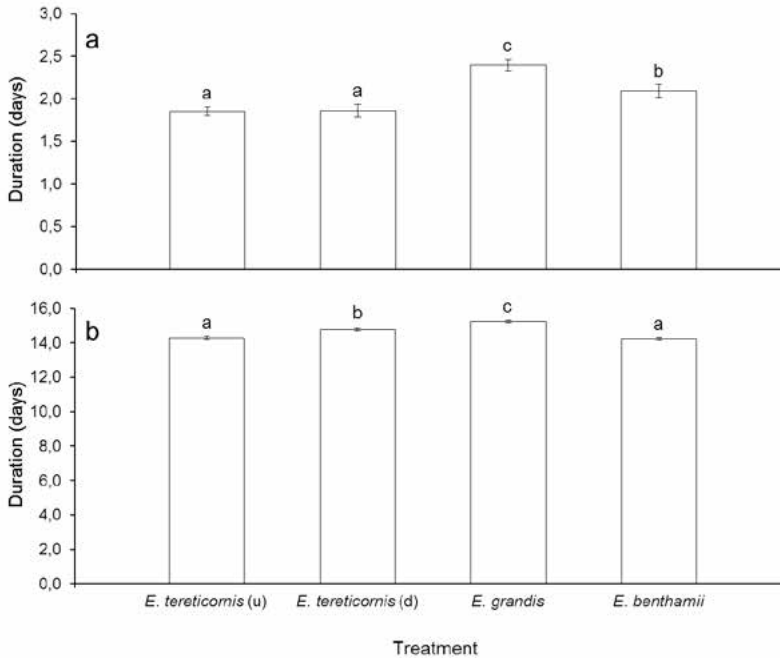 a
Duration (days)
3,0
2,5
2,0
1,5
1,0
0,5
0,0
a
a
c
b
b
Duration (days)
16,0
14,0
12,0
10,0
8,0
6,0
4,0
2,0
0,0
a
b
c
a
E. tereticornis (u)
E. tereticornis (d)
E. grandis
E. benthamii
Treatment